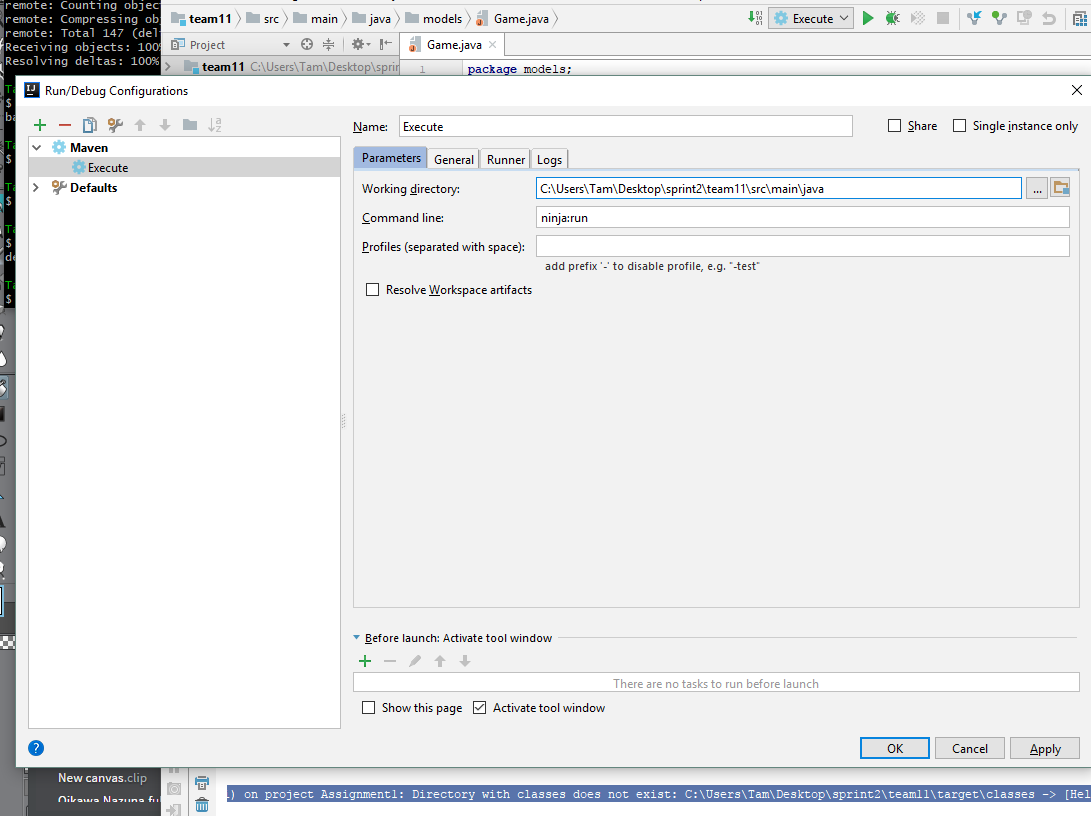 remote: Counting objec
remote: Compressing ob
remote: Total 147 (del
Receiving objects: 100%
Resolving deltas: 100%
team11 src main java models Game.java
Execute
Project
Game.java
team11 C:\Users\Tam\Desktop\sprin
1 package models;
Run/Debug Configurations
Name: Execute
Share Single instance only
Maven
Execute
Defaults
Parameters General Runner Logs
Working directory: C:\Users\Tam\Desktop\sprint2\team11\src\main\java ...
Command line: ninja:run
Profiles (separated with space):
add prefix '-' to disable profile, e.g. "-test"
Resolve Workspace artifacts
Before launch: Activate tool window
There are no tasks to run before launch
Show this page Activate tool window
? OK Cancel Apply
New canvas.clip
Oikawa Nazuna ful
) on project Assignment1: Directory with classes does not exist: C:\Users\Tam\Desktop\sprint2\team11\target\classes -> [Hel